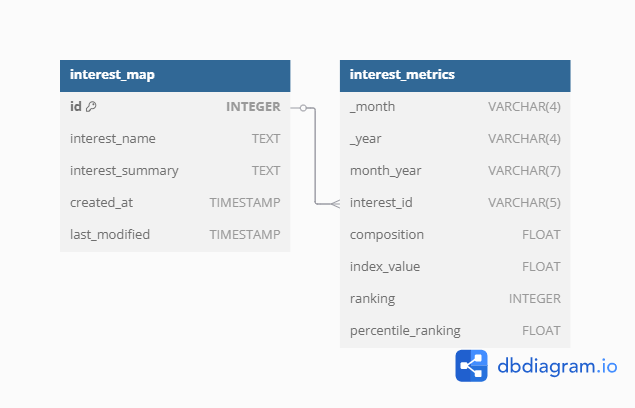 interest_map
id INTEGER
interest_name TEXT
interest_summary TEXT
created_at TIMESTAMP
last_modified TIMESTAMP
interest_metrics
_month VARCHAR(4)
_year VARCHAR(4)
month_year VARCHAR(7)
interest_id VARCHAR(5)
composition FLOAT
index_value FLOAT
ranking INTEGER
percentile_ranking FLOAT
dbdiagram.io